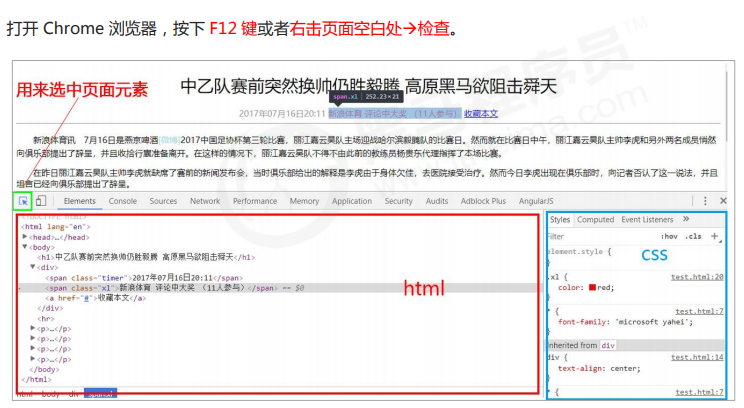 打开 Chrome 浏览器，按下 F12 键或者右击页面空白处→检查。
用来选中页面元素
中乙队赛前突然换帅仍胜毅腾 高原黑马欲阻击舜天
span.xl | 252.23×21
2017年07月16日20:11 新浪体育 评论中大奖 （11人参与） 收藏本文
新浪体育讯 7月16日是燕京啤酒[微博]2017中国足协杯第三轮比赛，丽江嘉云昊队主场迎战哈尔滨毅腾队的比赛日。然而就在比赛日中午，丽江嘉云昊队主帅李虎和另外两名成员悄然
向俱乐部提出了辞呈，并且收拾行囊准备离开。在这样的情况下，丽江嘉云昊队不得不由此前的教练员杨贵东代理指挥了本场比赛。
在昨日丽江嘉云昊队主帅李虎就缺席了赛前的新闻发布会，当时俱乐部给出的解释是李虎由于身体欠佳，去医院接受治疗。然而今日李虎出现在俱乐部时，向记者否认了这一说法，并且
坦言已经向俱乐部提出了辞呈。
Elements Console Sources Network Performance Memory Application Security Audits Adblock Plus AngularJS
<!DOCTYPE html>
<html lang="en">
<head>…</head>
<body>
<h1>中乙队赛前突然换帅仍胜毅腾 高原黑马欲阻击舜天</h1>
<div>
<span class="timer">2017年07月16日20:11</span>
<span class="xl">新浪体育 评论中大奖 （11人参与）</span> == $0
<a href="#">收藏本文</a>
</div>
<hr>
<p>…</p>
<p>…</p>
<p>…</p>
<p>…</p>
</body>
</html>
html
html body div span.xl
Styles Computed Event Listeners »
Filter :hov .cls +
element.style {
}
css
.xl { test.html:20
color: red;
}
* { test.html:7
font-family: 'microsoft yahei';
}
Inherited from div
div { test.html:14
text-align: center;
}
* { test.html:7